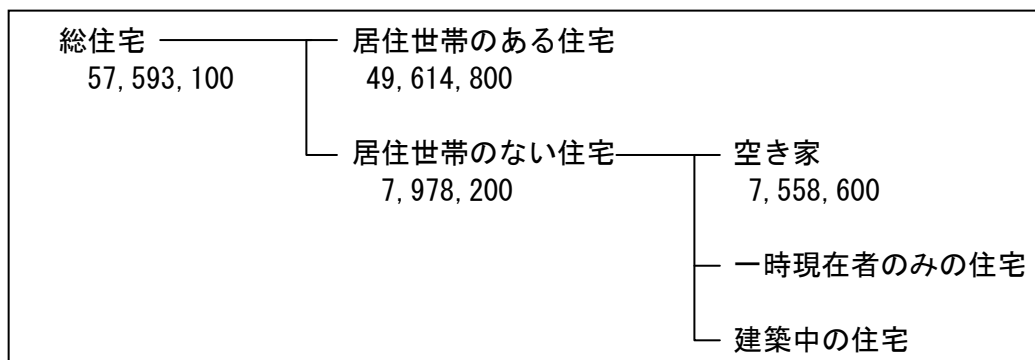 総住宅 居住世帯のある住宅
57,593,100 49,614,800
居住世帯のない住宅 空き家
7,978,200 7,558,600
一時現在者のみの住宅
建築中の住宅